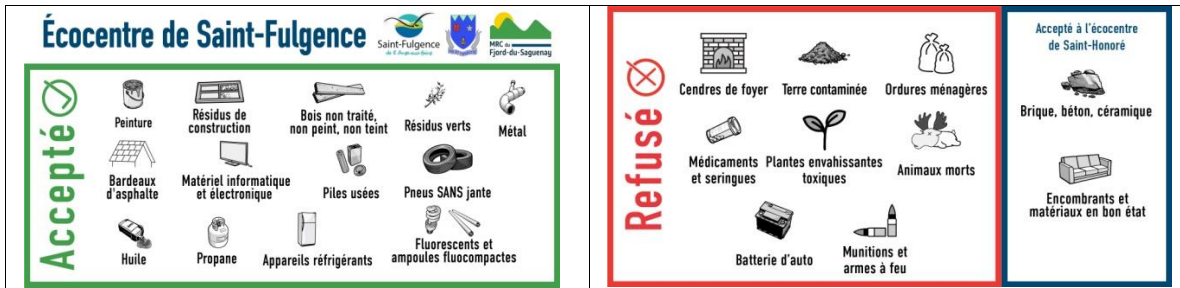 Écocentre de Saint-Fulgence
Saint-Fulgence
MRC du
Fjord-du-Saguenay
Accepté
Peinture
Résidus de
construction
Bois non traité,
non peint, non teint
Résidus verts
Métal
Bardeaux
d'asphalte
Matériel informatique
et électronique
Piles usées
Pneus SANS jante
Huile
Propane
Appareils réfrigérants
Fluorescents et
ampoules fluocompactes
Refusé
Cendres de foyer
Terre contaminée
Ordures ménagères
Médicaments
et seringues
Plantes envahissantes
toxiques
Animaux morts
Batterie d'auto
Munitions et
armes à feu
Accepté à l'écocentre
de Saint-Honoré
Brique, béton, céramique
Encombrants et
matériaux en bon état